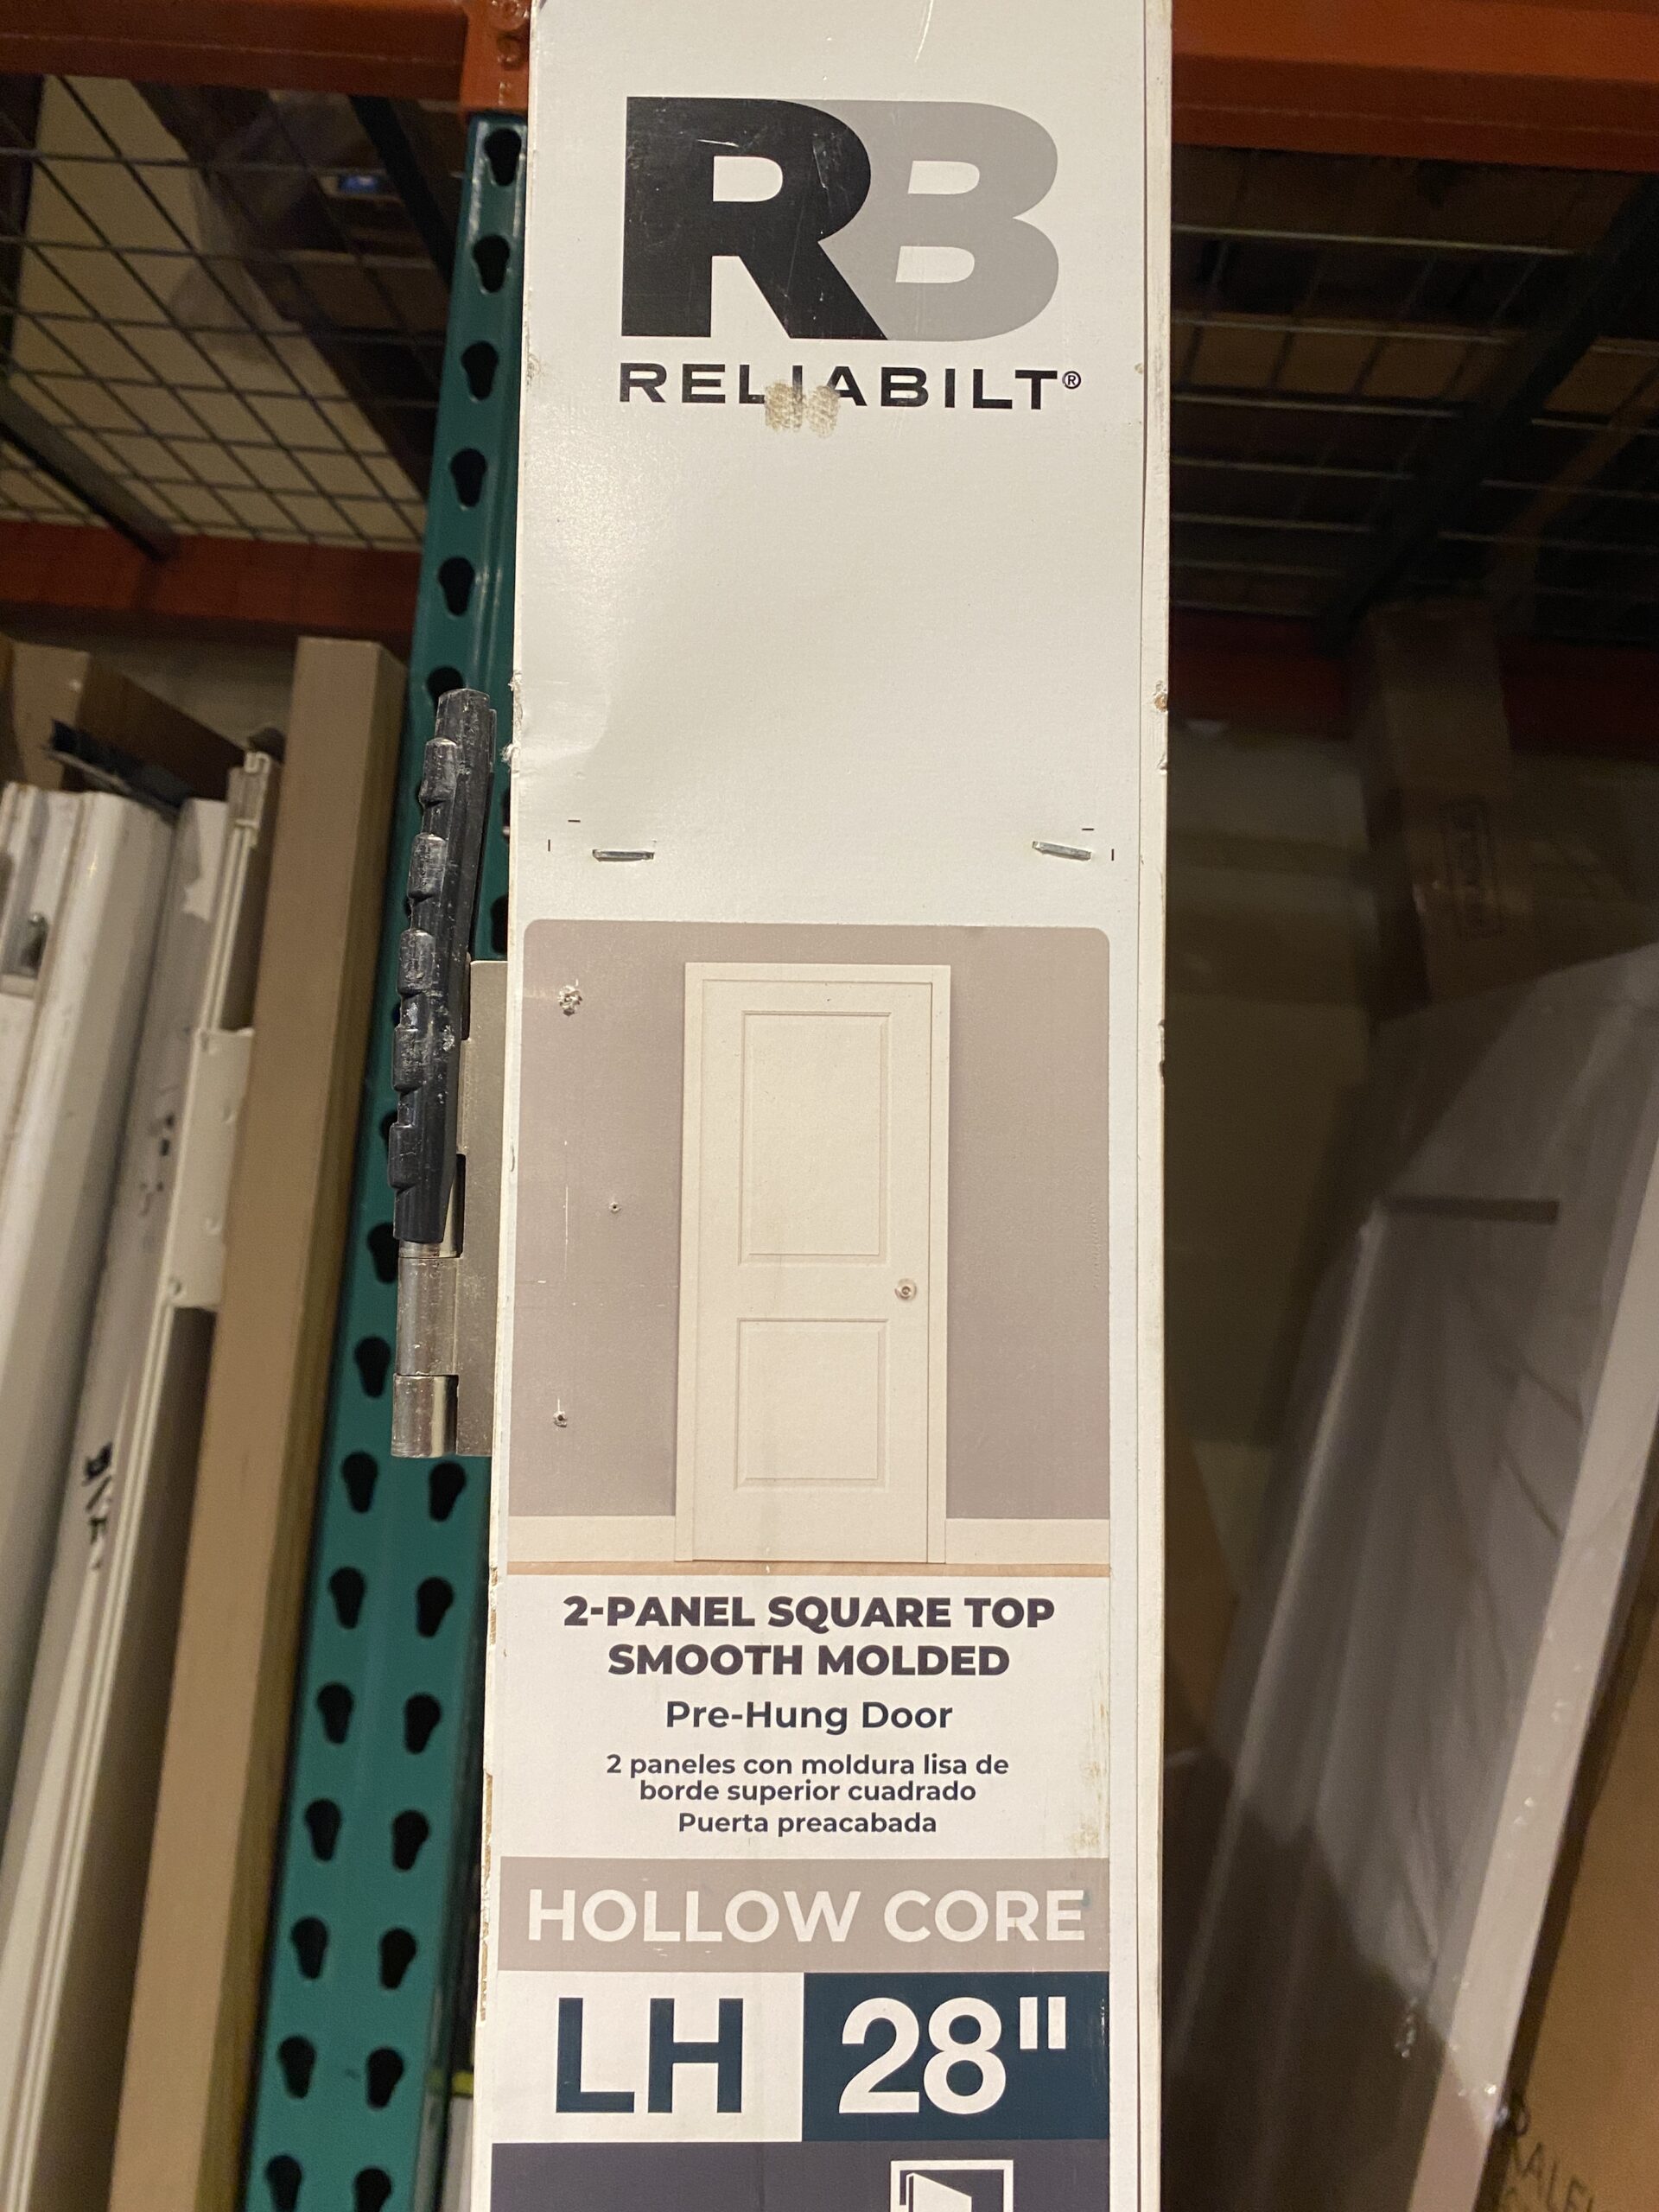 RB
RELIABILT®
2-PANEL SQUARE TOP
SMOOTH MOLDED
Pre-Hung Door
2 paneles con moldura lisa de
borde superior cuadrado
Puerta preacabada
HOLLOW CORE
LH 28"